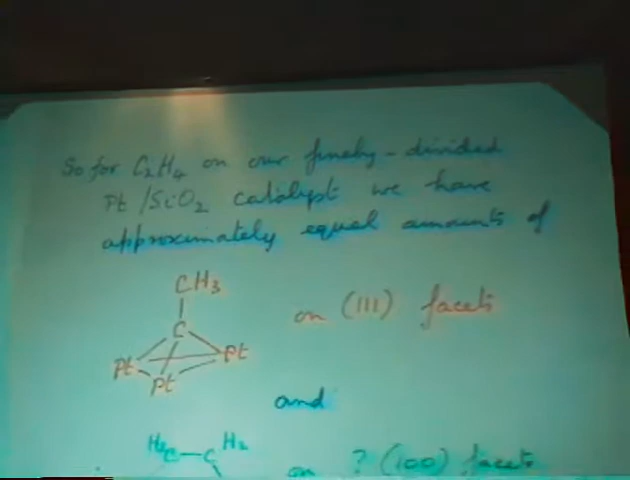 So for C₂H₄ on our finely-divided
Pt/SiO₂ catalyst we have
approximately equal amounts of
CH₃
C
on (111) facets
Pt Pt
Pt
and
H₂C-C H₂
on ? (100) facets